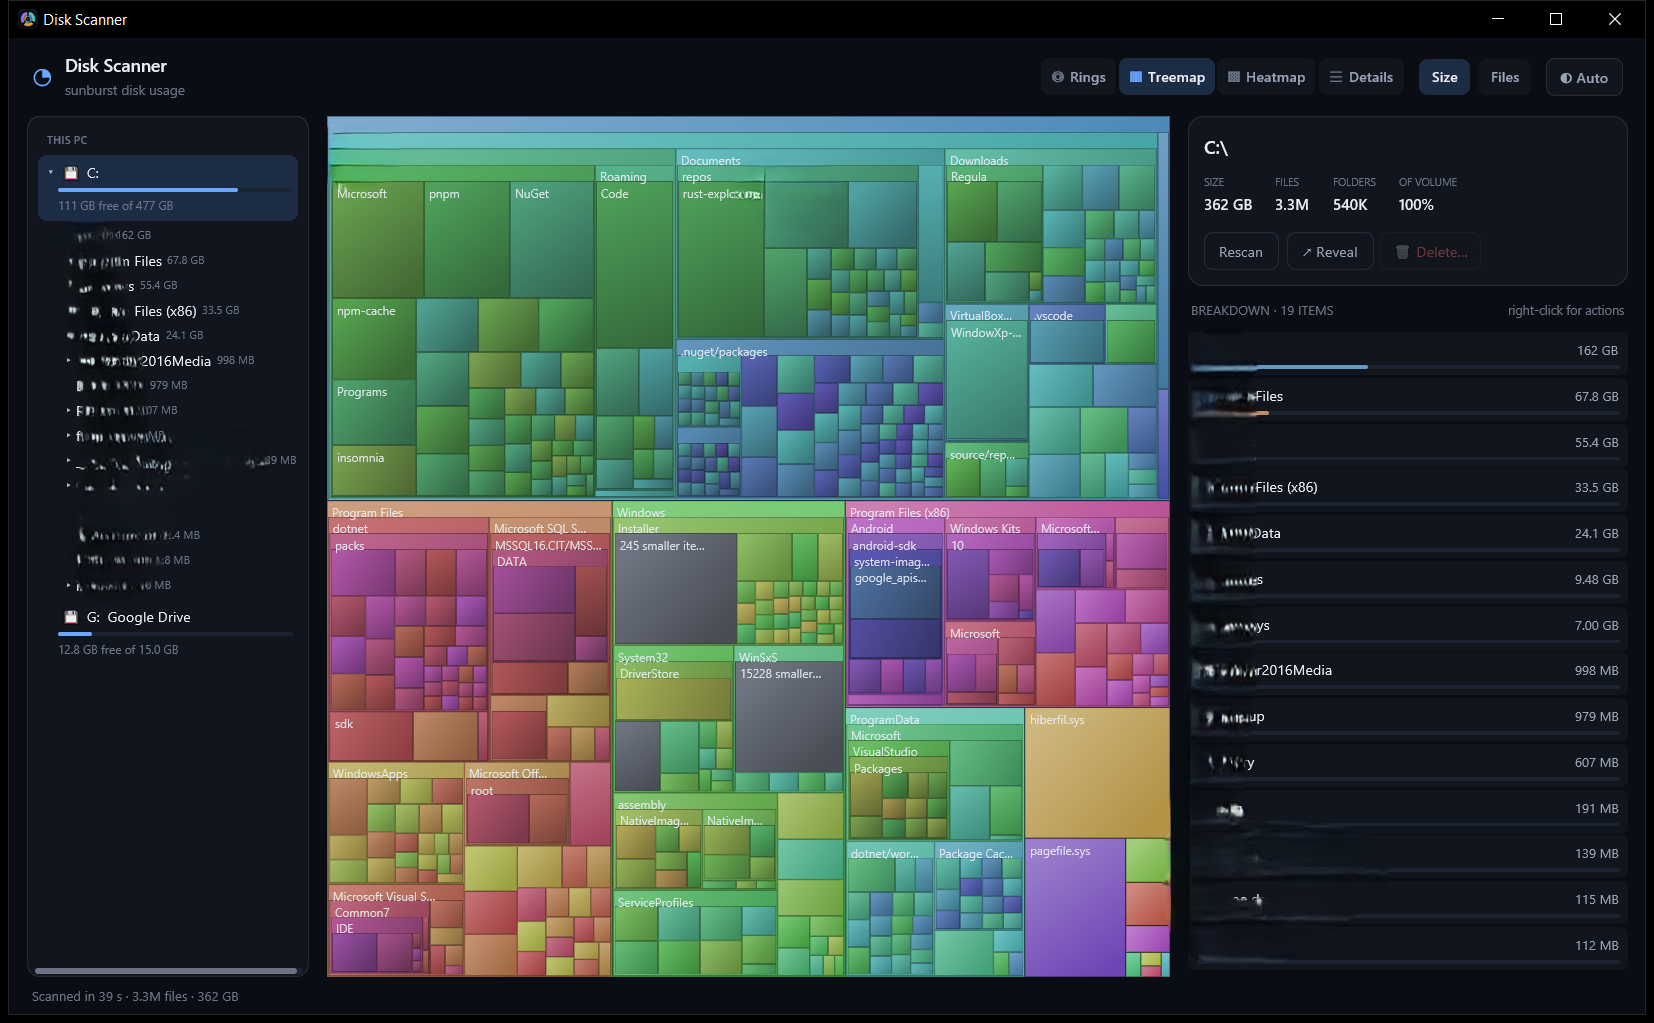 Disk Scanner
Disk Scanner
sunburst disk usage
Rings
Treemap
Heatmap
Details
Size
Files
Auto
THIS PC
C:
111 GB free of 477 GB
162 GB
Files 67.8 GB
55.4 GB
Files (x86) 33.5 GB
Data 24.1 GB
2016Media 998 MB
979 MB
MB
MB
MB
MB
MB
G: Google Drive
12.8 GB free of 15.0 GB
Microsoft
pnpm
NuGet
npm-cache
Programs
insomnia
Roaming
Code
Documents
repos
.nuget/packages
Downloads
Regula
VirtualBox...
WindowXp-...
.vscode
source/rep...
Program Files
dotnet
packs
sdk
Microsoft SQL S...
MSSQL16.CIT/MSS...
DATA
WindowsApps
Microsoft Off...
root
Microsoft Visual S...
Common7
IDE
Windows
Installer
245 smaller ite...
System32
DriverStore
WinSxS
15228 smaller...
assembly
NativeImag...
NativeIm...
ServiceProfiles
Program Files (x86)
Android
android-sdk
system-imag...
google_apis...
Windows Kits
10
Microsoft...
Microsoft
ProgramData
Microsoft
VisualStudio
Packages
dotnet/wor...
Package Cac...
hiberfil.sys
pagefile.sys
C:\
SIZE FILES FOLDERS OF VOLUME
362 GB 3.3M 540K 100%
Rescan
↗ Reveal
Delete...
BREAKDOWN · 19 ITEMS
right-click for actions
162 GB
Files 67.8 GB
55.4 GB
Files (x86) 33.5 GB
Data 24.1 GB
9.48 GB
7.00 GB
2016Media 998 MB
979 MB
607 MB
191 MB
139 MB
115 MB
112 MB
Scanned in 39 s · 3.3M files · 362 GB